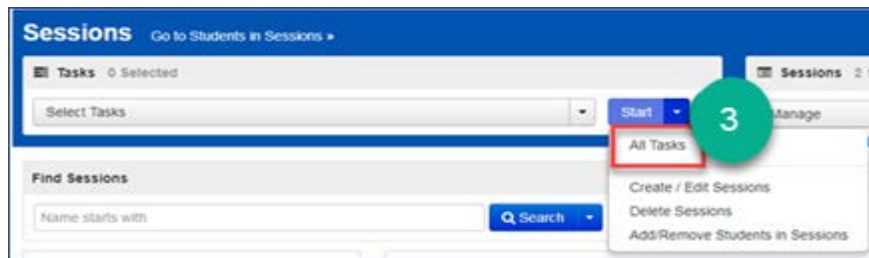 Sessions Go to Students in Sessions »
Tasks 0 Selected
Sessions 2
Select Tasks
Start
3
Manage
All Tasks
Find Sessions
Create / Edit Sessions
Name starts with
Search
Delete Sessions
Add/Remove Students in Sessions